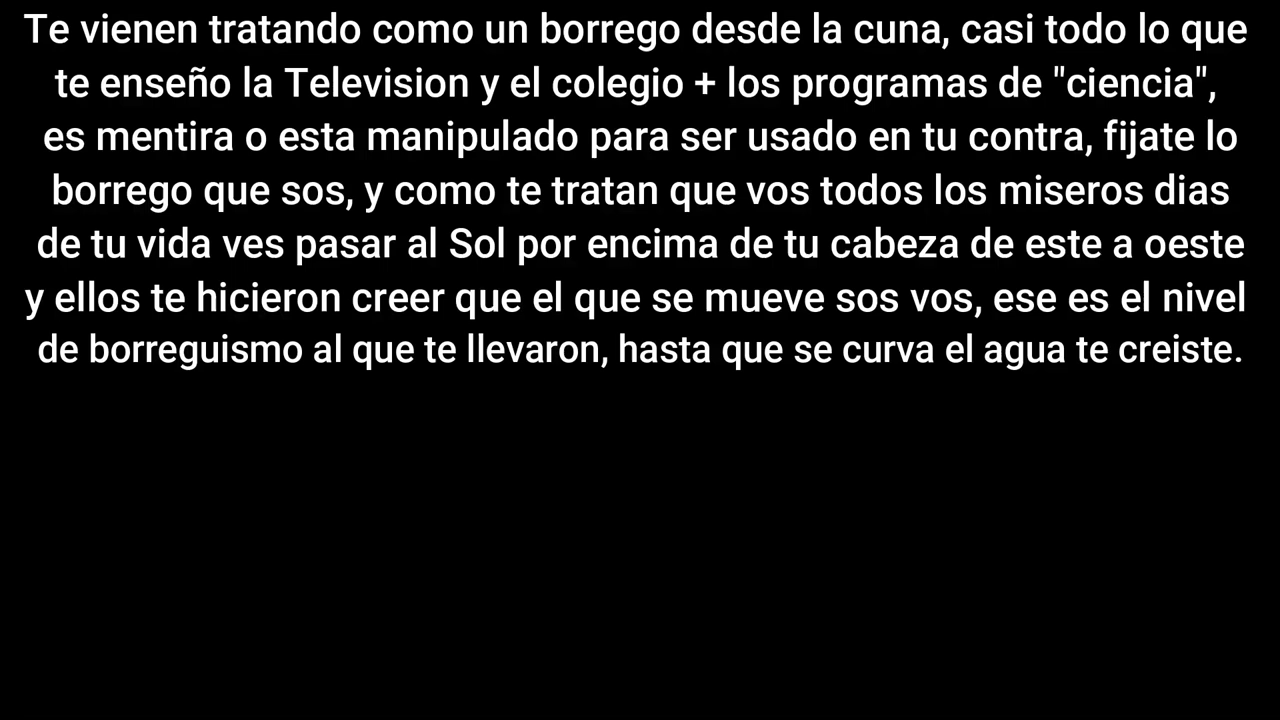 Te vienen tratando como un borrego desde la cuna, casi todo lo que
te enseño la Television y el colegio + los programas de "ciencia",
es mentira o esta manipulado para ser usado en tu contra, fijate lo
borrego que sos, y como te tratan que vos todos los miseros dias
de tu vida ves pasar al Sol por encima de tu cabeza de este a oeste
y ellos te hicieron creer que el que se mueve sos vos, ese es el nivel
de borreguismo al que te llevaron, hasta que se curva el agua te creiste.